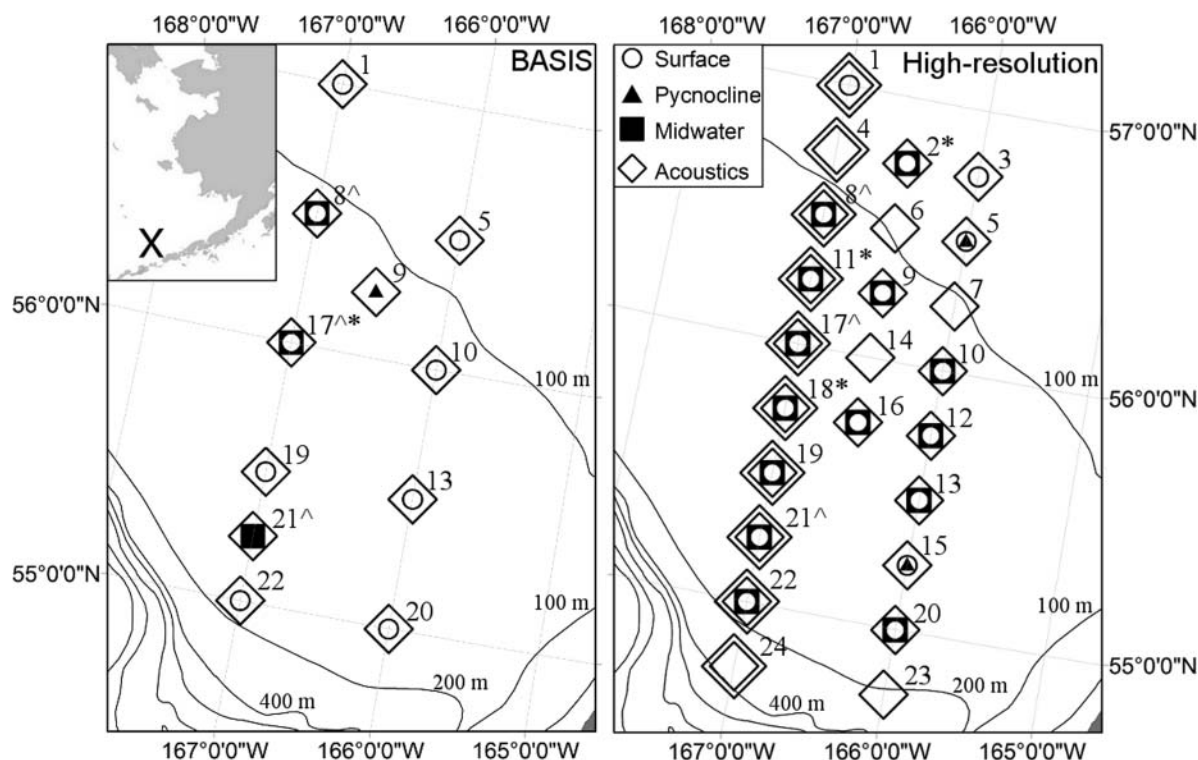 168°0'0"W 167°0'0"W 166°0'0"W
BASIS
X
1
8^
5
9
17^*
10
100 m
19
13
21^
22
20
100 m
200 m
400 m
56°0'0"N
55°0'0"N
167°0'0"W 166°0'0"W 165°0'0"W
168°0'0"W 167°0'0"W 166°0'0"W
High-resolution
Surface
Pycnocline
Midwater
Acoustics
1
4
2*
3
8^
6
5
11*
9
7
17^
14
10
100 m
18*
16
12
19
13
21^
15
22
20
100 m
24
23
200 m
400 m
57°0'0"N
56°0'0"N
55°0'0"N
167°0'0"W 166°0'0"W 165°0'0"W